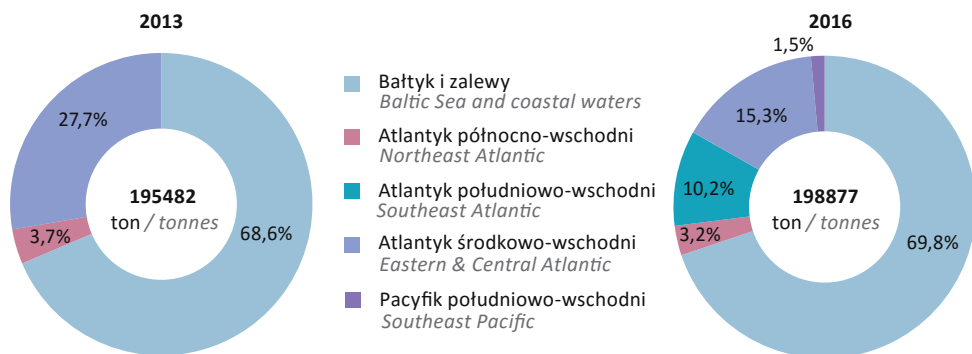 2013
27,7%
3,7%
68,6%
195482
ton / tonnes
Bałtyk i zalewy
Baltic Sea and coastal waters
Atlantyk północno-wschodni
Northeast Atlantic
Atlantyk południowo-wschodni
Southeast Atlantic
Atlantyk środkowo-wschodni
Eastern & Central Atlantic
Pacyfik południowo-wschodni
Southeast Pacific
2016
1,5%
15,3%
10,2%
3,2%
69,8%
198877
ton / tonnes